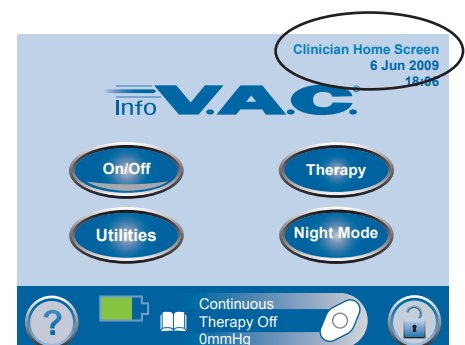 Clinician Home Screen
6 Jun 2009
18:06
Info V.A.C.®
On/Off
Therapy
Utilities
Night Mode
?
Continuous
Therapy Off
0mmHg